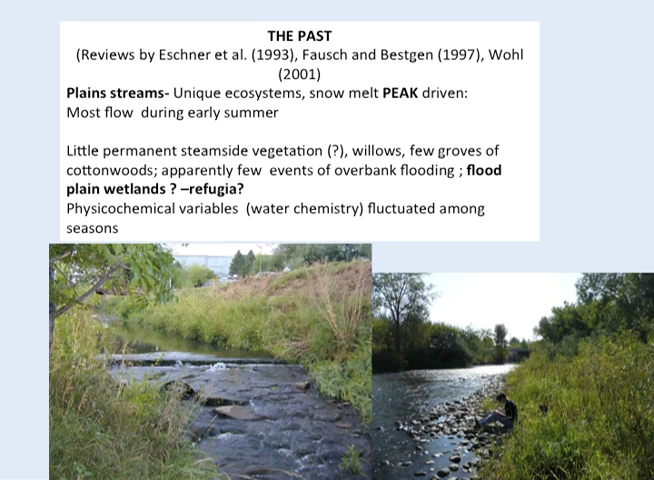 THE PAST
(Reviews by Eschner et al. (1993), Fausch and Bestgen (1997), Wohl
(2001)
Plains streams- Unique ecosystems, snow melt PEAK driven:
Most flow  during early summer
Little permanent steamside vegetation (?), willows, few groves of
cottonwoods; apparently few  events of overbank flooding ; flood
plain wetlands ? –refugia?
Physicochemical variables  (water chemistry) fluctuated among
seasons